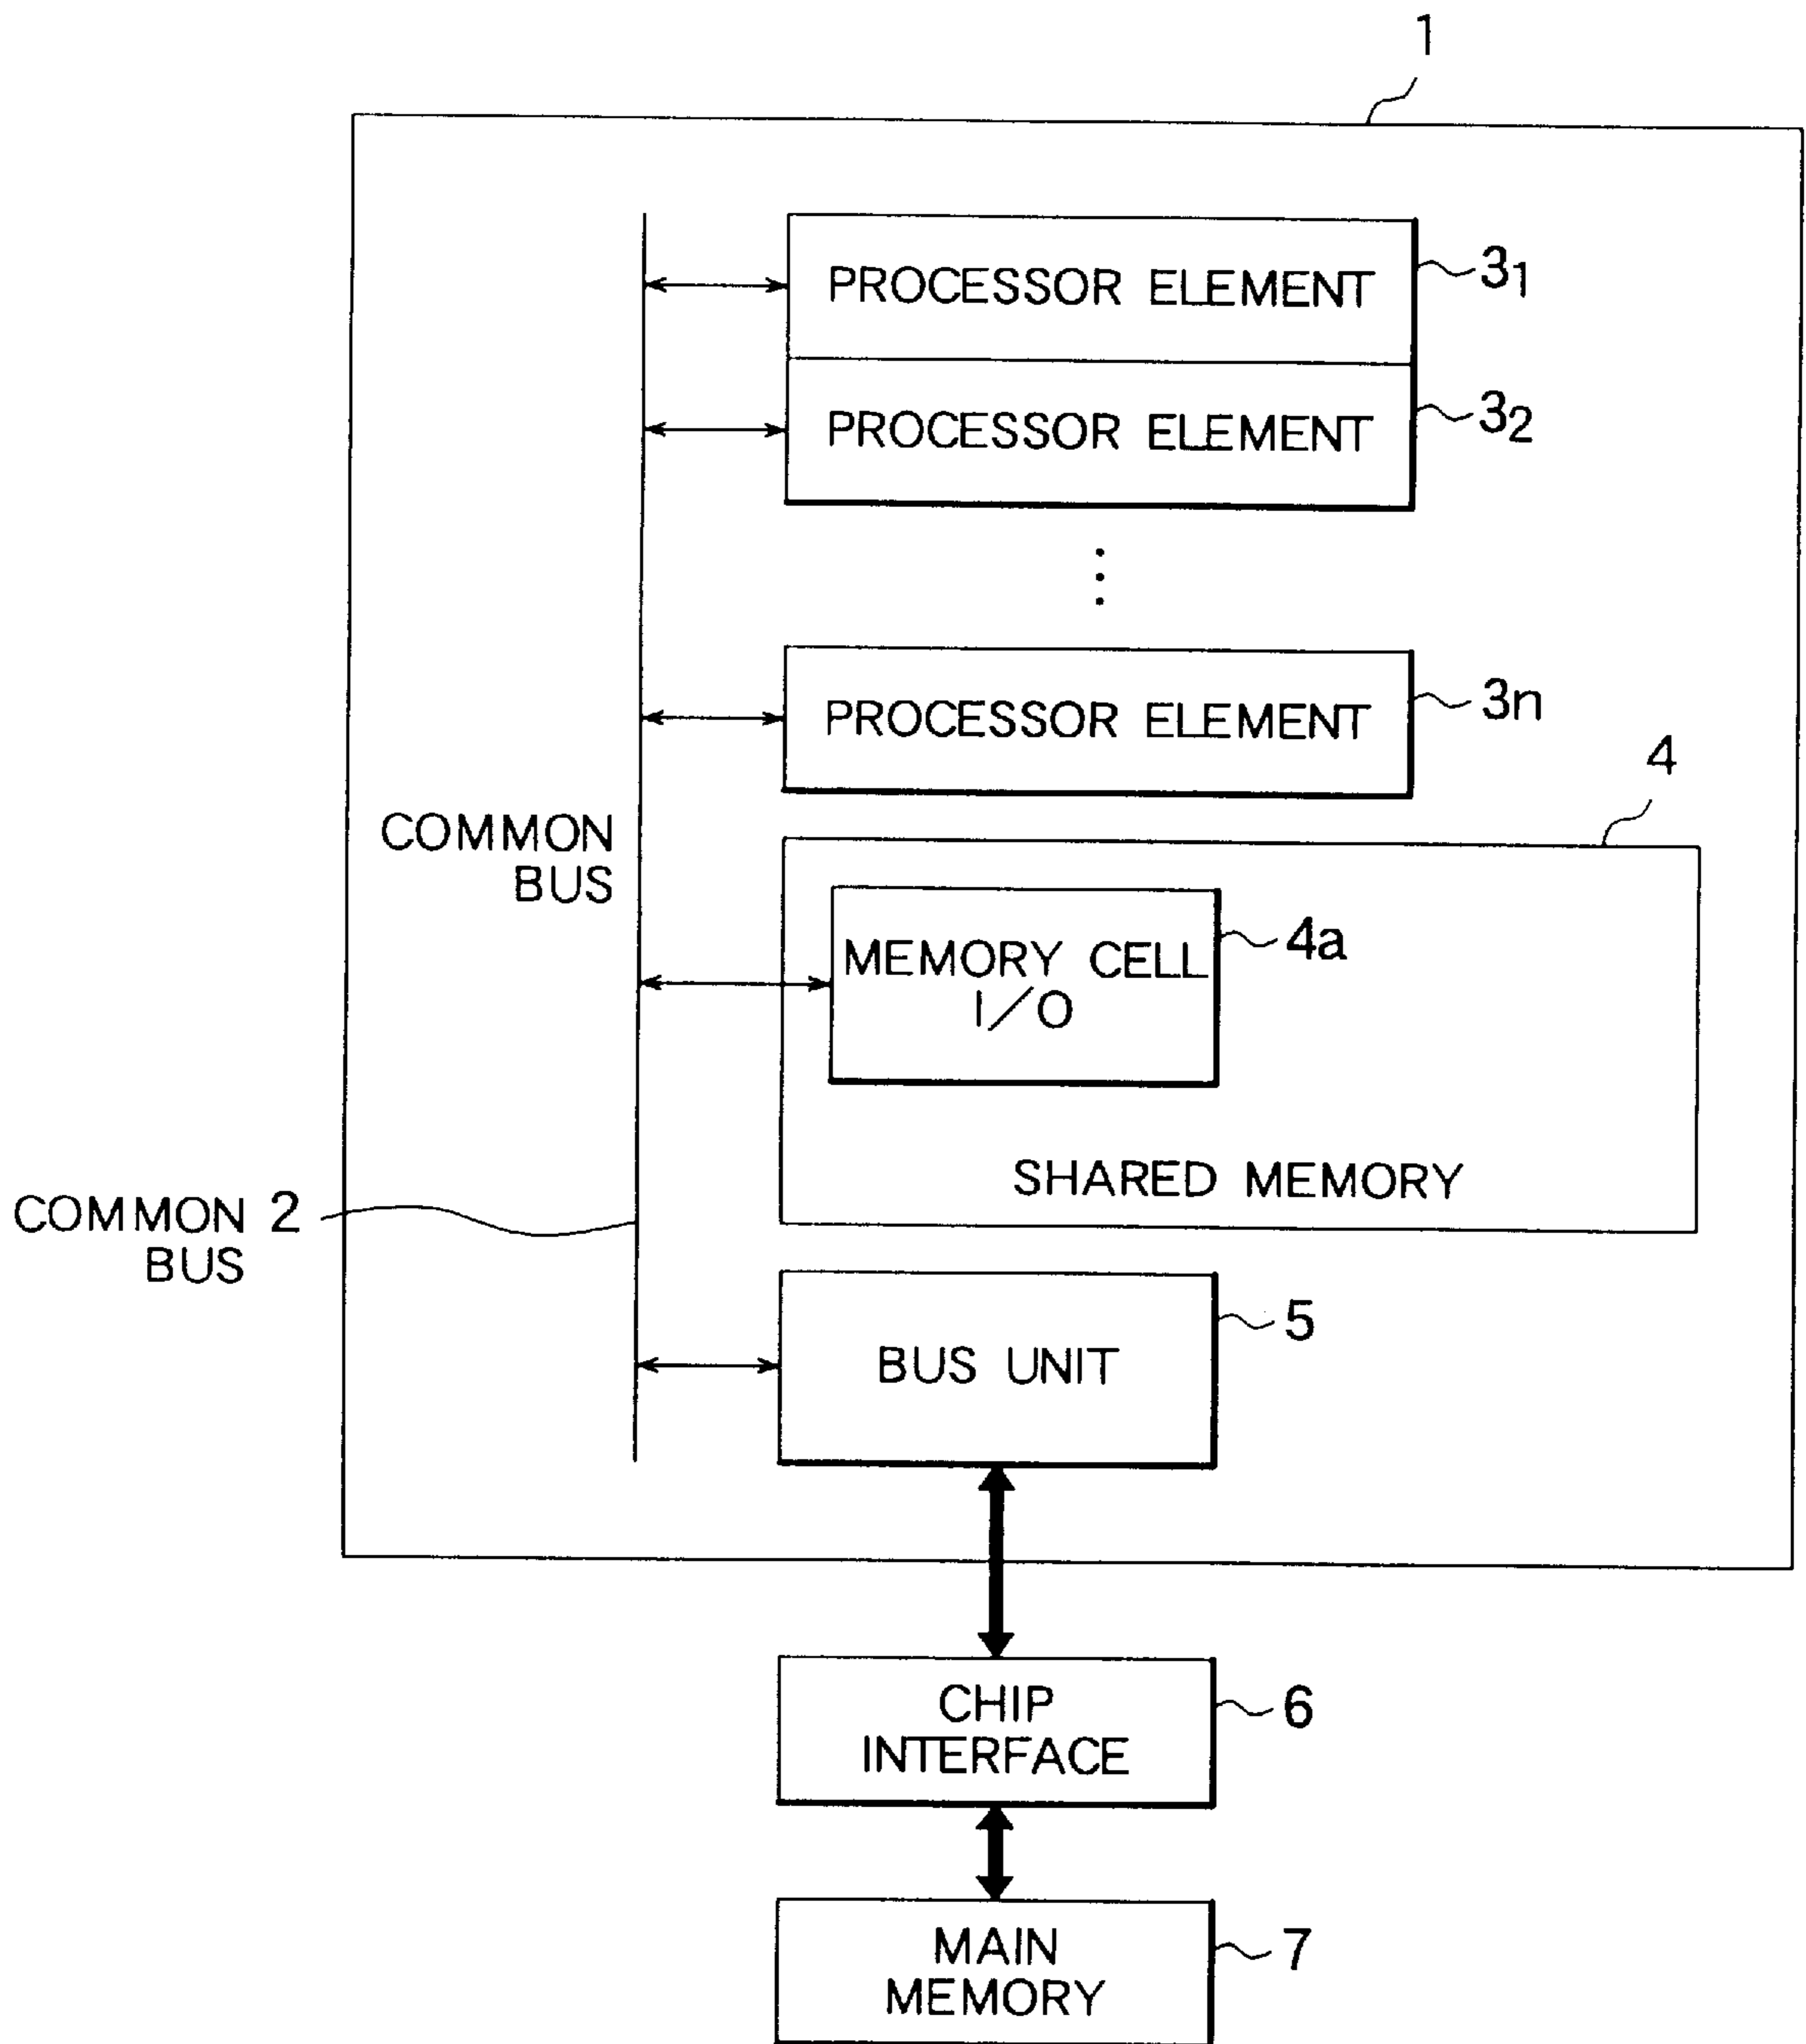 1
PROCESSOR ELEMENT 3₁
PROCESSOR ELEMENT 3₂
PROCESSOR ELEMENT 3n
4
COMMON
BUS
MEMORY CELL
I/O
4a
SHARED MEMORY
COMMON 2
BUS
BUS UNIT
5
CHIP
INTERFACE
6
MAIN
MEMORY
7